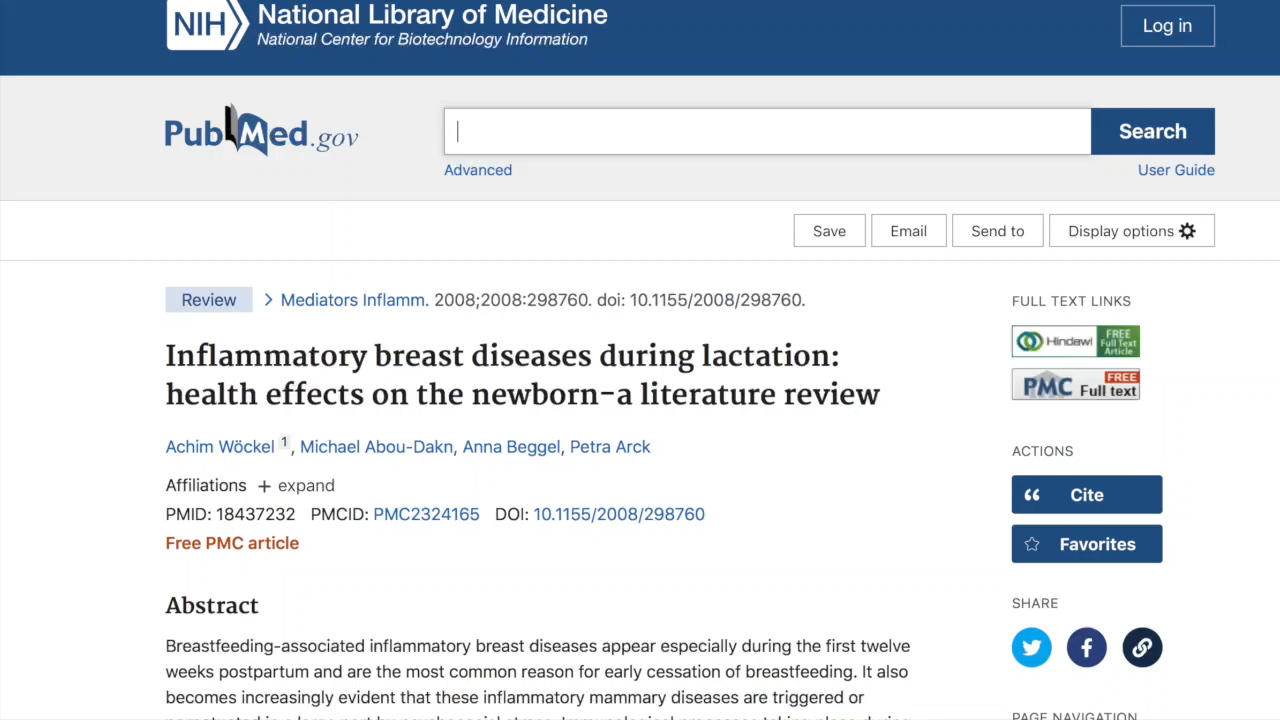 NIH National Library of Medicine
National Center for Biotechnology Information
Log in
PubMed.gov
Search
Advanced
User Guide
Save
Email
Send to
Display options
Review
Mediators Inflamm. 2008;2008:298760. doi: 10.1155/2008/298760.
Inflammatory breast diseases during lactation:
health effects on the newborn-a literature review
Achim Wöckel 1, Michael Abou-Dakn, Anna Beggel, Petra Arck
Affiliations + expand
PMID: 18437232 PMCID: PMC2324165 DOI: 10.1155/2008/298760
Free PMC article
Abstract
Breastfeeding-associated inflammatory breast diseases appear especially during the first twelve
weeks postpartum and are the most common reason for early cessation of breastfeeding. It also
becomes increasingly evident that these inflammatory mammary diseases are triggered or
FULL TEXT LINKS
Hindawi FREE Full Text Article
PMC FREE Full text
ACTIONS
Cite
Favorites
SHARE
PAGE NAVIGATION